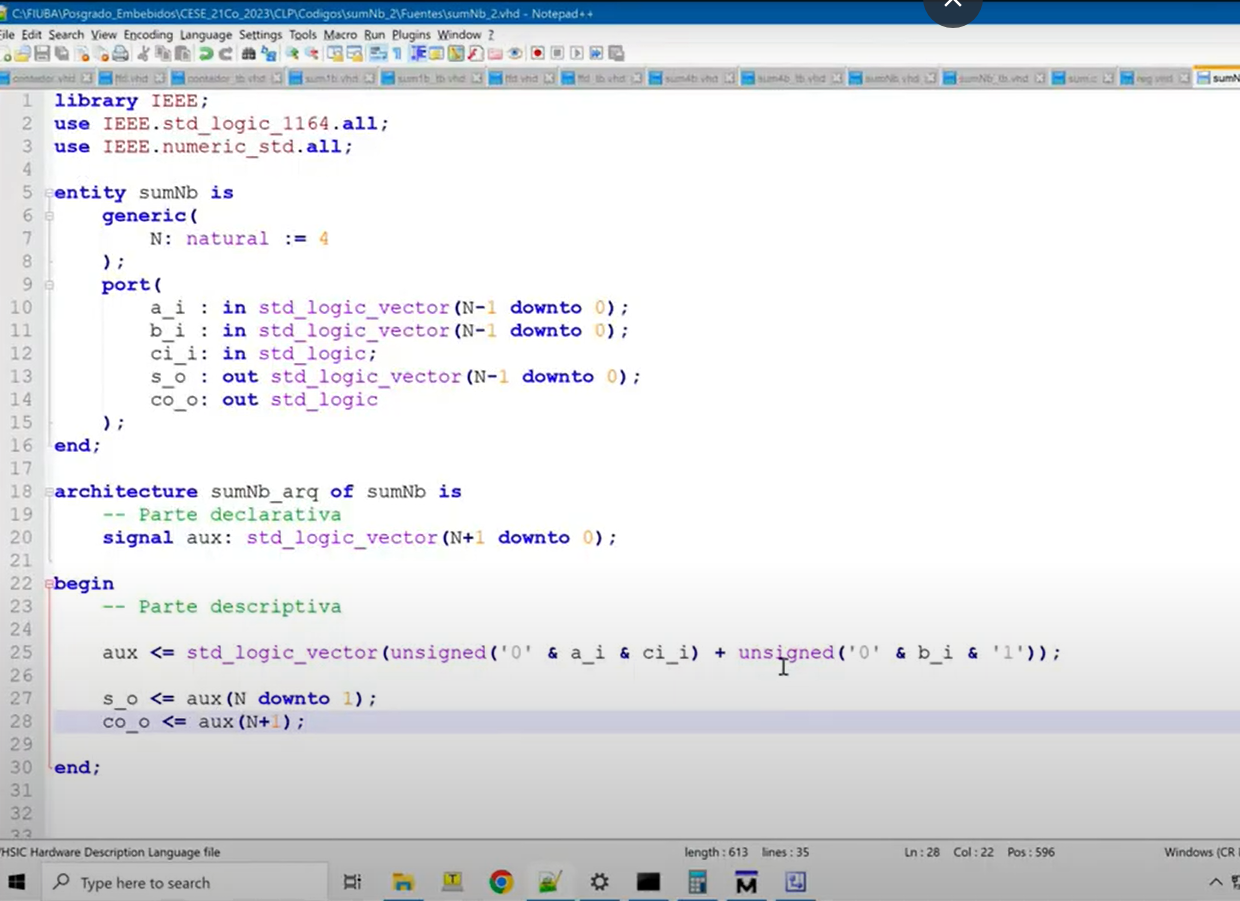 C:\FIUBA\Posgrado_Embebidos\CESE_21Co_2023\CLP\Codigos\sumNb_2\Fuentes\sumNb_2.vhd - Notepad++
File Edit Search View Encoding Language Settings Tools Macro Run Plugins Window ?
contador.vhd ffd.vhd contador_tb.vhd sum1b.vhd sum1b_tb.vhd ffd.vhd ffd_tb.vhd sum4b.vhd sum4b_tb.vhd sumNb.vhd sumNb_tb.vhd sumN
1 library IEEE;
2 use IEEE.std_logic_1164.all;
3 use IEEE.numeric_std.all;
4
5 entity sumNb is
6 generic(
7 N: natural := 4
8 );
9 port(
10 a_i : in std_logic_vector(N-1 downto 0);
11 b_i : in std_logic_vector(N-1 downto 0);
12 ci_i: in std_logic;
13 s_o : out std_logic_vector(N-1 downto 0);
14 co_o: out std_logic
15 );
16 end;
17
18 architecture sumNb_arq of sumNb is
19 -- Parte declarativa
20 signal aux: std_logic_vector(N+1 downto 0);
21
22 begin
23 -- Parte descriptiva
24
25 aux <= std_logic_vector(unsigned('0' & a_i & ci_i) + unsigned('0' & b_i & '1'));
26
27 s_o <= aux(N downto 1);
28 co_o <= aux(N+1);
29
30 end;
31
32
33
HSIC Hardware Description Language file length : 613 lines : 35 Ln : 28 Col : 22 Pos : 596 Windows (CR
Type here to search